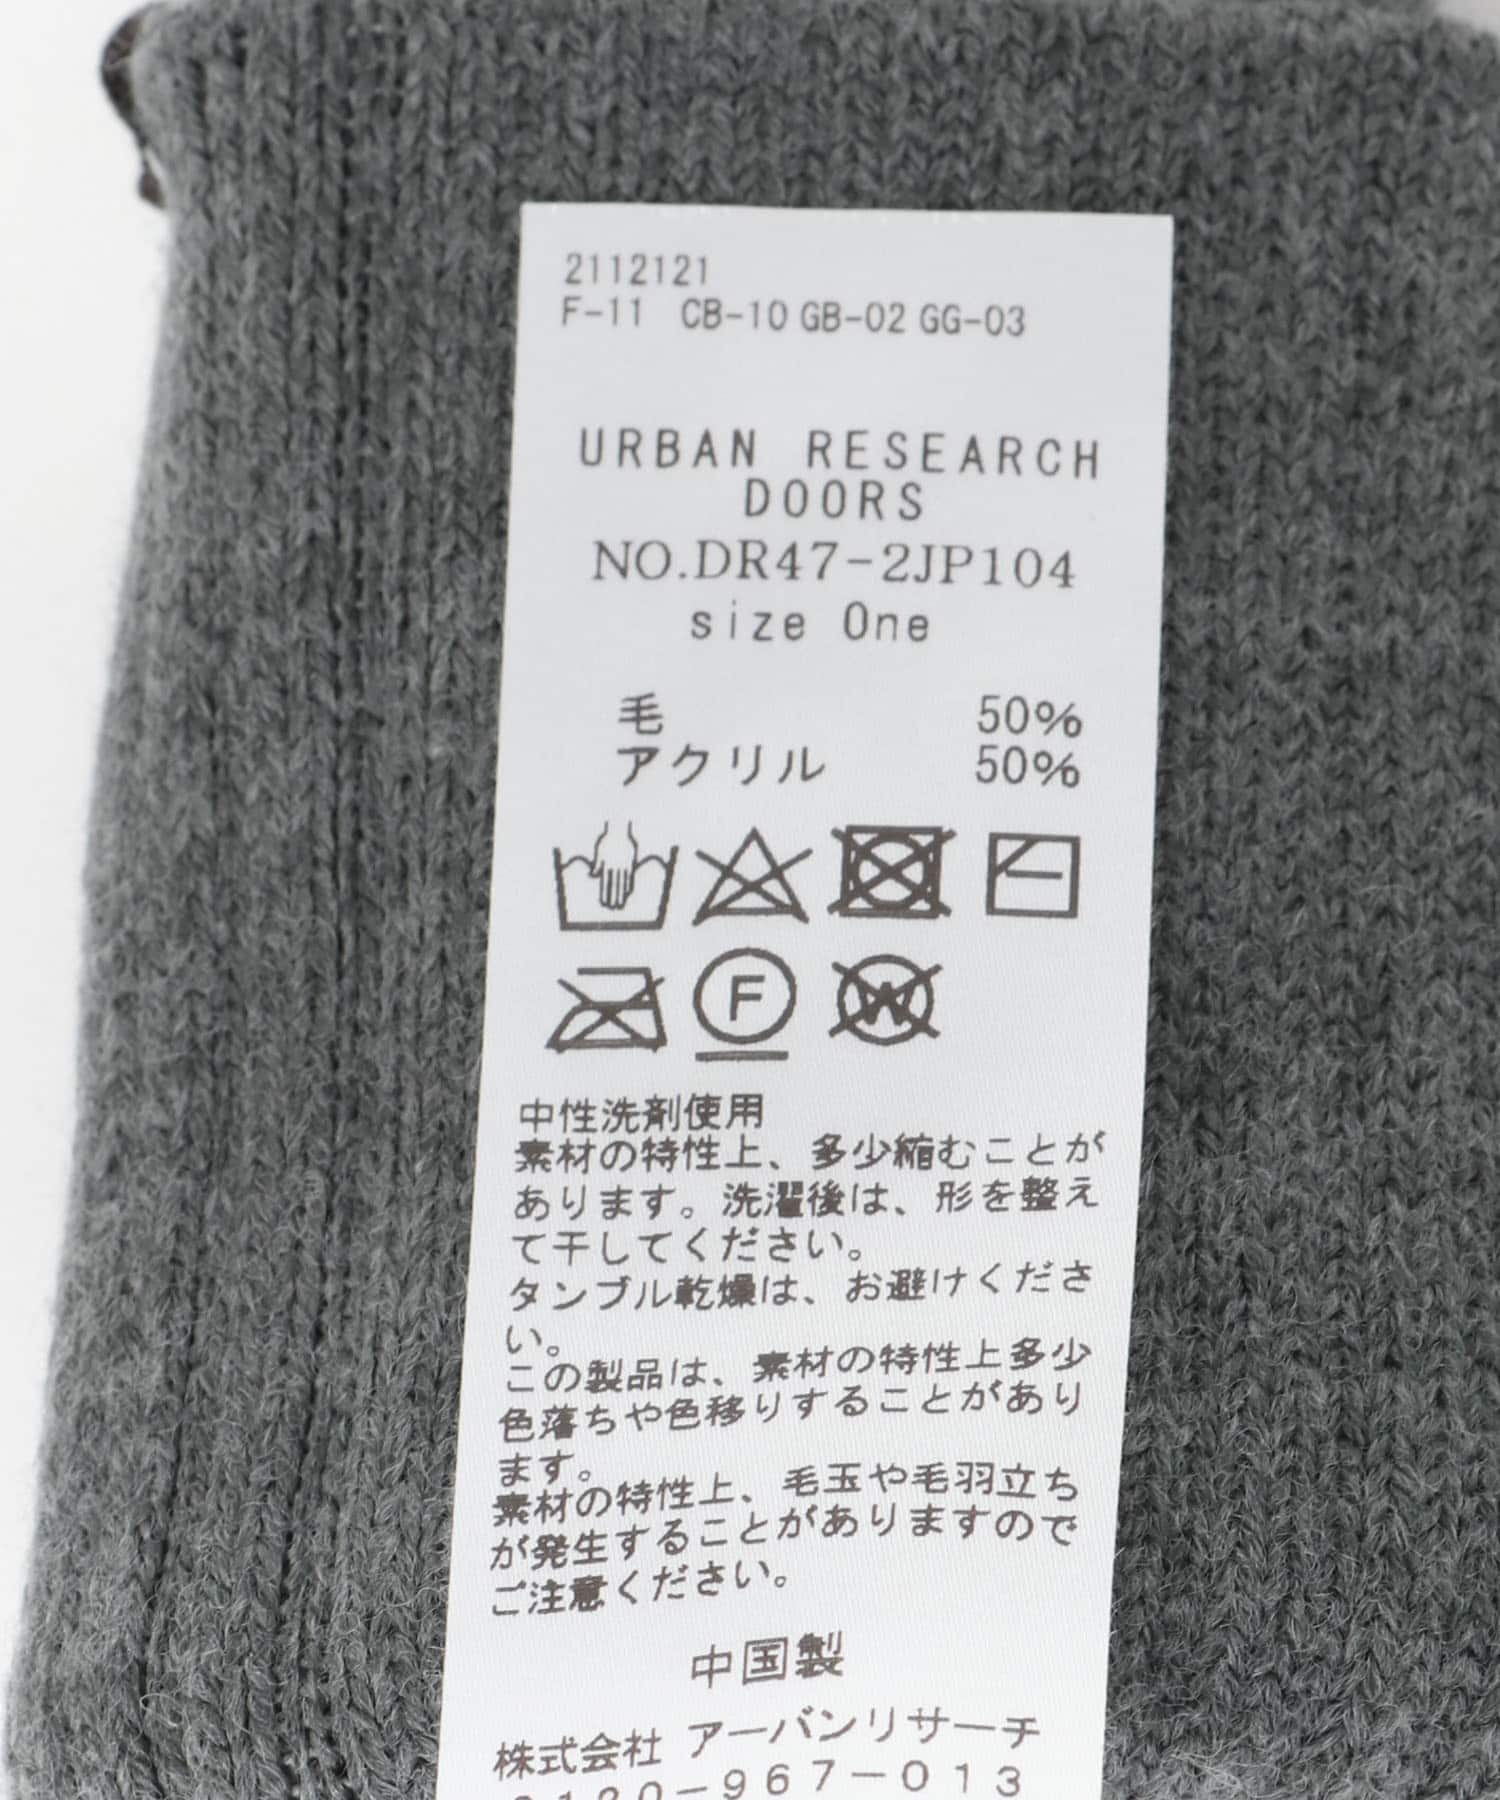 2112121
F-11 CB-10 GB-02 GG-03
URBAN RESEARCH
DOORS
NO.DR47-2JP104
size One
毛 50%
アクリル 50%
F W
中性洗剤使用
素材の特性上、多少縮むことが
あります。洗濯後は、形を整え
て干してください。
タンブル乾燥は、お避けくださ
い。
この製品は、素材の特性上多少
色落ちや色移りすることがあり
ます。
素材の特性上、毛玉や毛羽立ち
が発生することがありますので
ご注意ください。
中国製
株式会社 アーバンリサーチ
0120-967-013